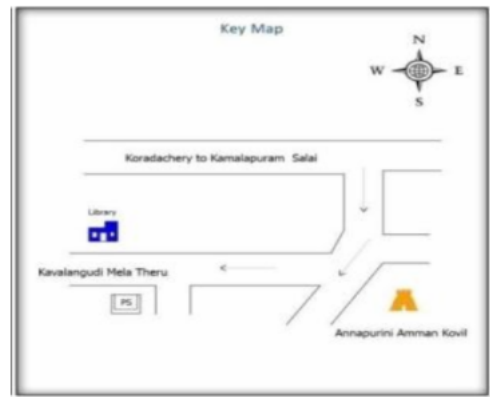 Key Map
N
W E
S
Koradachery to Kamalapuram Salai
Library
Kavalangudi Mela Theru
PS
Annapurini Amman Kovil